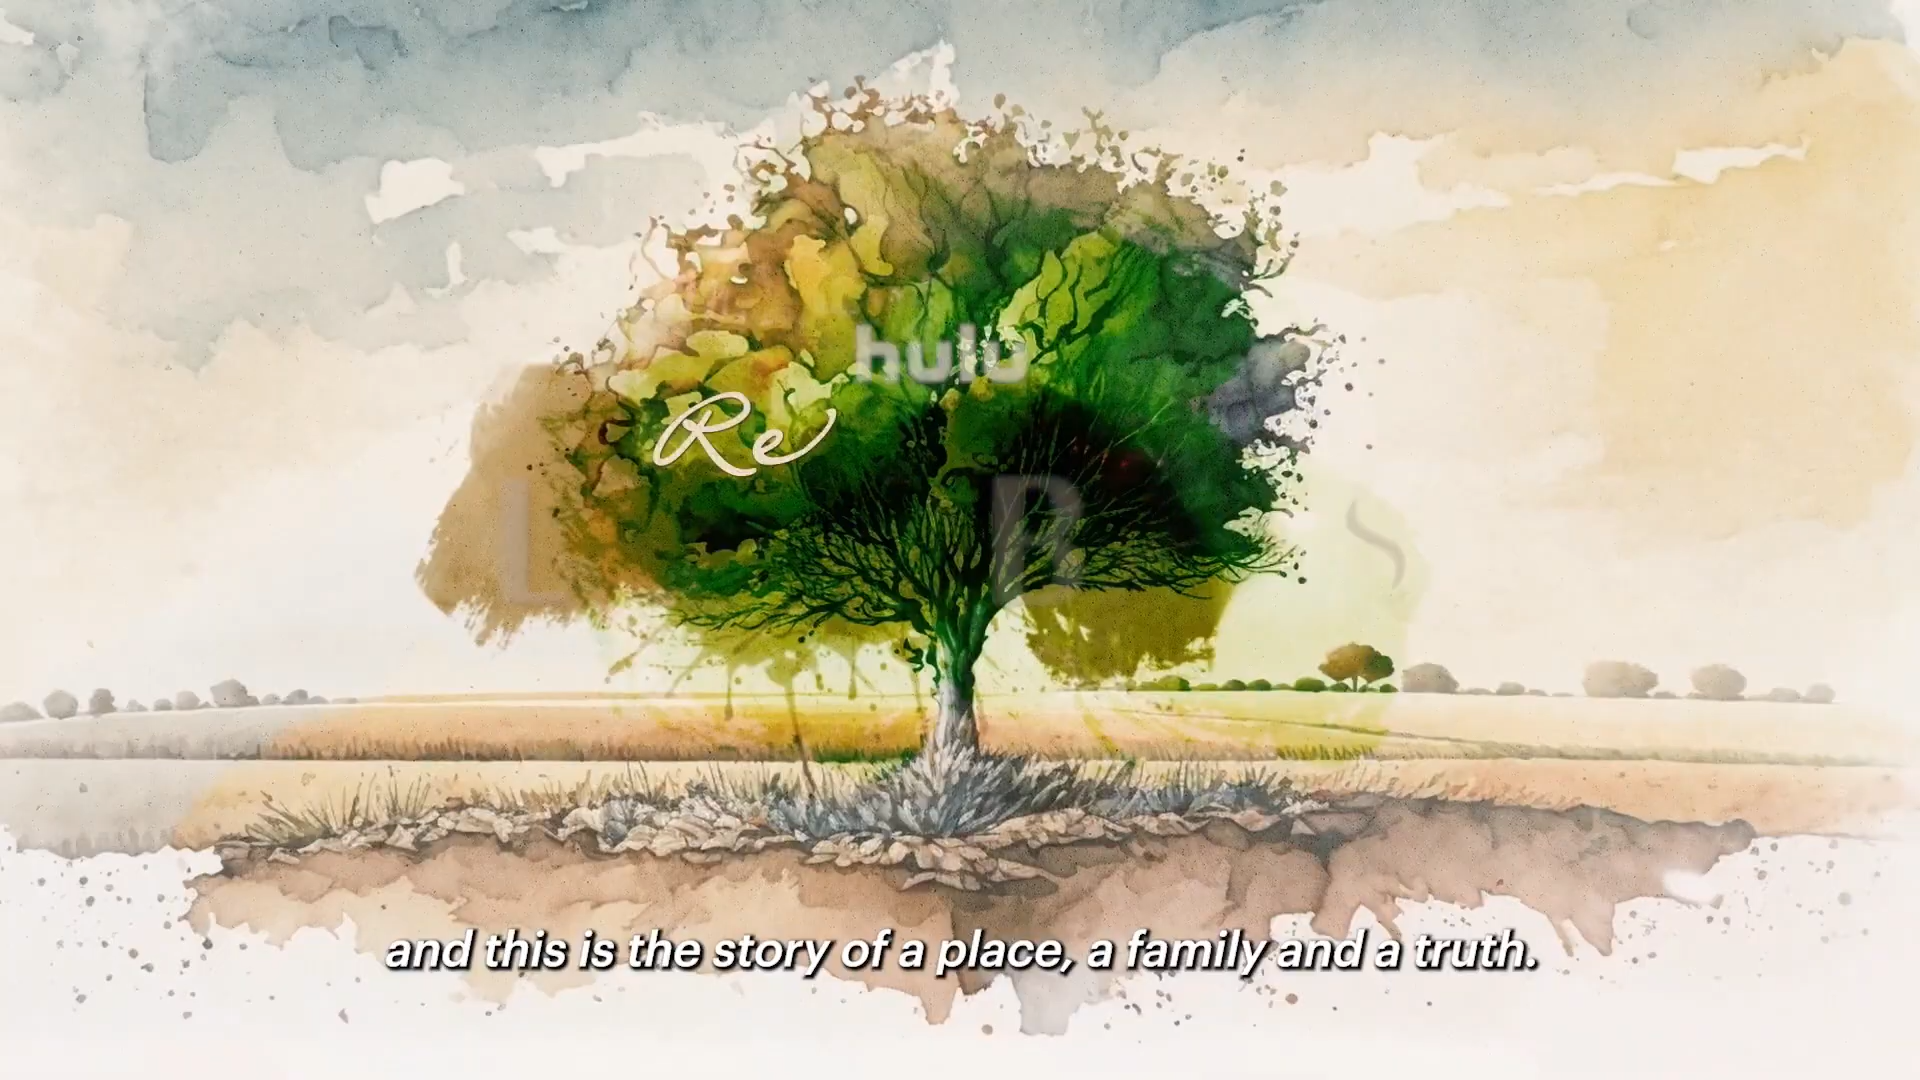 hulu
Re
L D S
and this is the story of a place, a family and a truth.